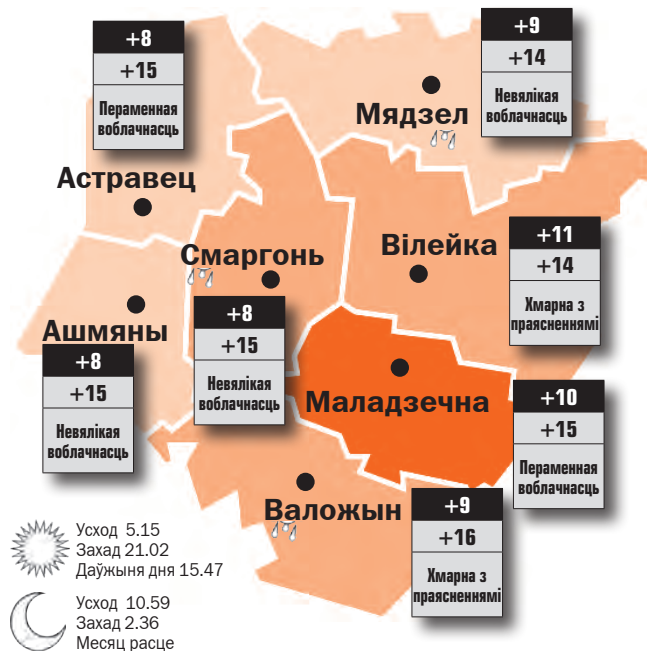 +8
+15
Пераменная
воблачнасць
+9
+14
Невялікая
воблачнасць
Мядзел
Астравец
Смаргонь
Вілейка
+11
+14
Хмарна з
праясненнямі
Ашмяны
+8
+15
Невялікая
воблачнасць
+8
+15
Невялікая
воблачнасць
Маладзечна
+10
+15
Пераменная
воблачнасць
Валожын
+9
+16
Хмарна з
праясненнямі
Усход 5.15
Захад 21.02
Даўжыня дня 15.47
Усход 10.59
Захад 2.36
Месяц расце